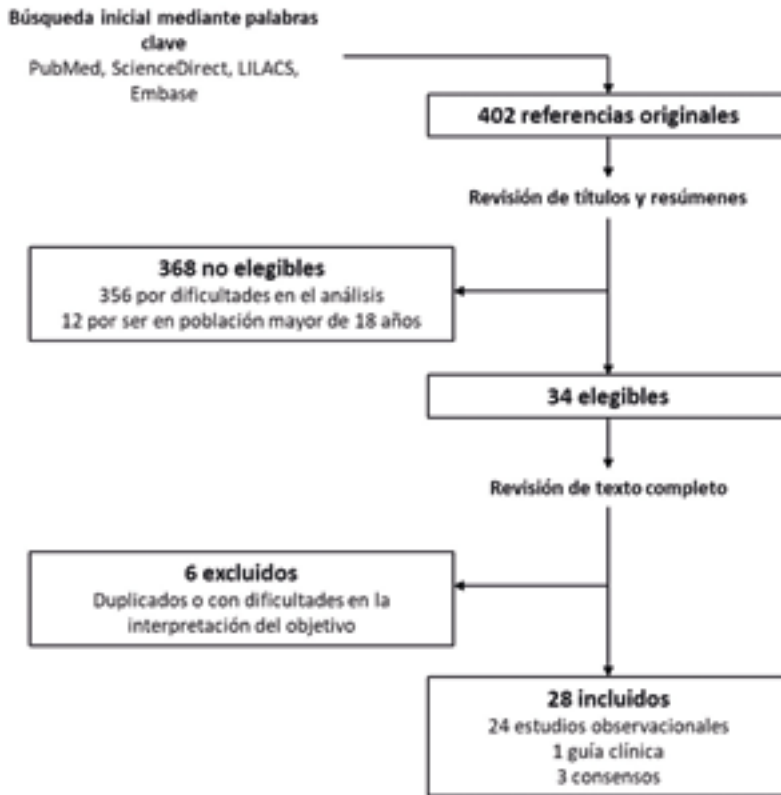 Búsqueda inicial mediante palabras
clave
PubMed, ScienceDirect, LILACS,
Embase
402 referencias originales
Revisión de títulos y resúmenes
368 no elegibles
356 por dificultades en el análisis
12 por ser en población mayor de 18 años
34 elegibles
Revisión de texto completo
6 excluidos
Duplicados o con dificultades en la
interpretación del objetivo
28 incluidos
24 estudios observacionales
1 guía clínica
3 consensos